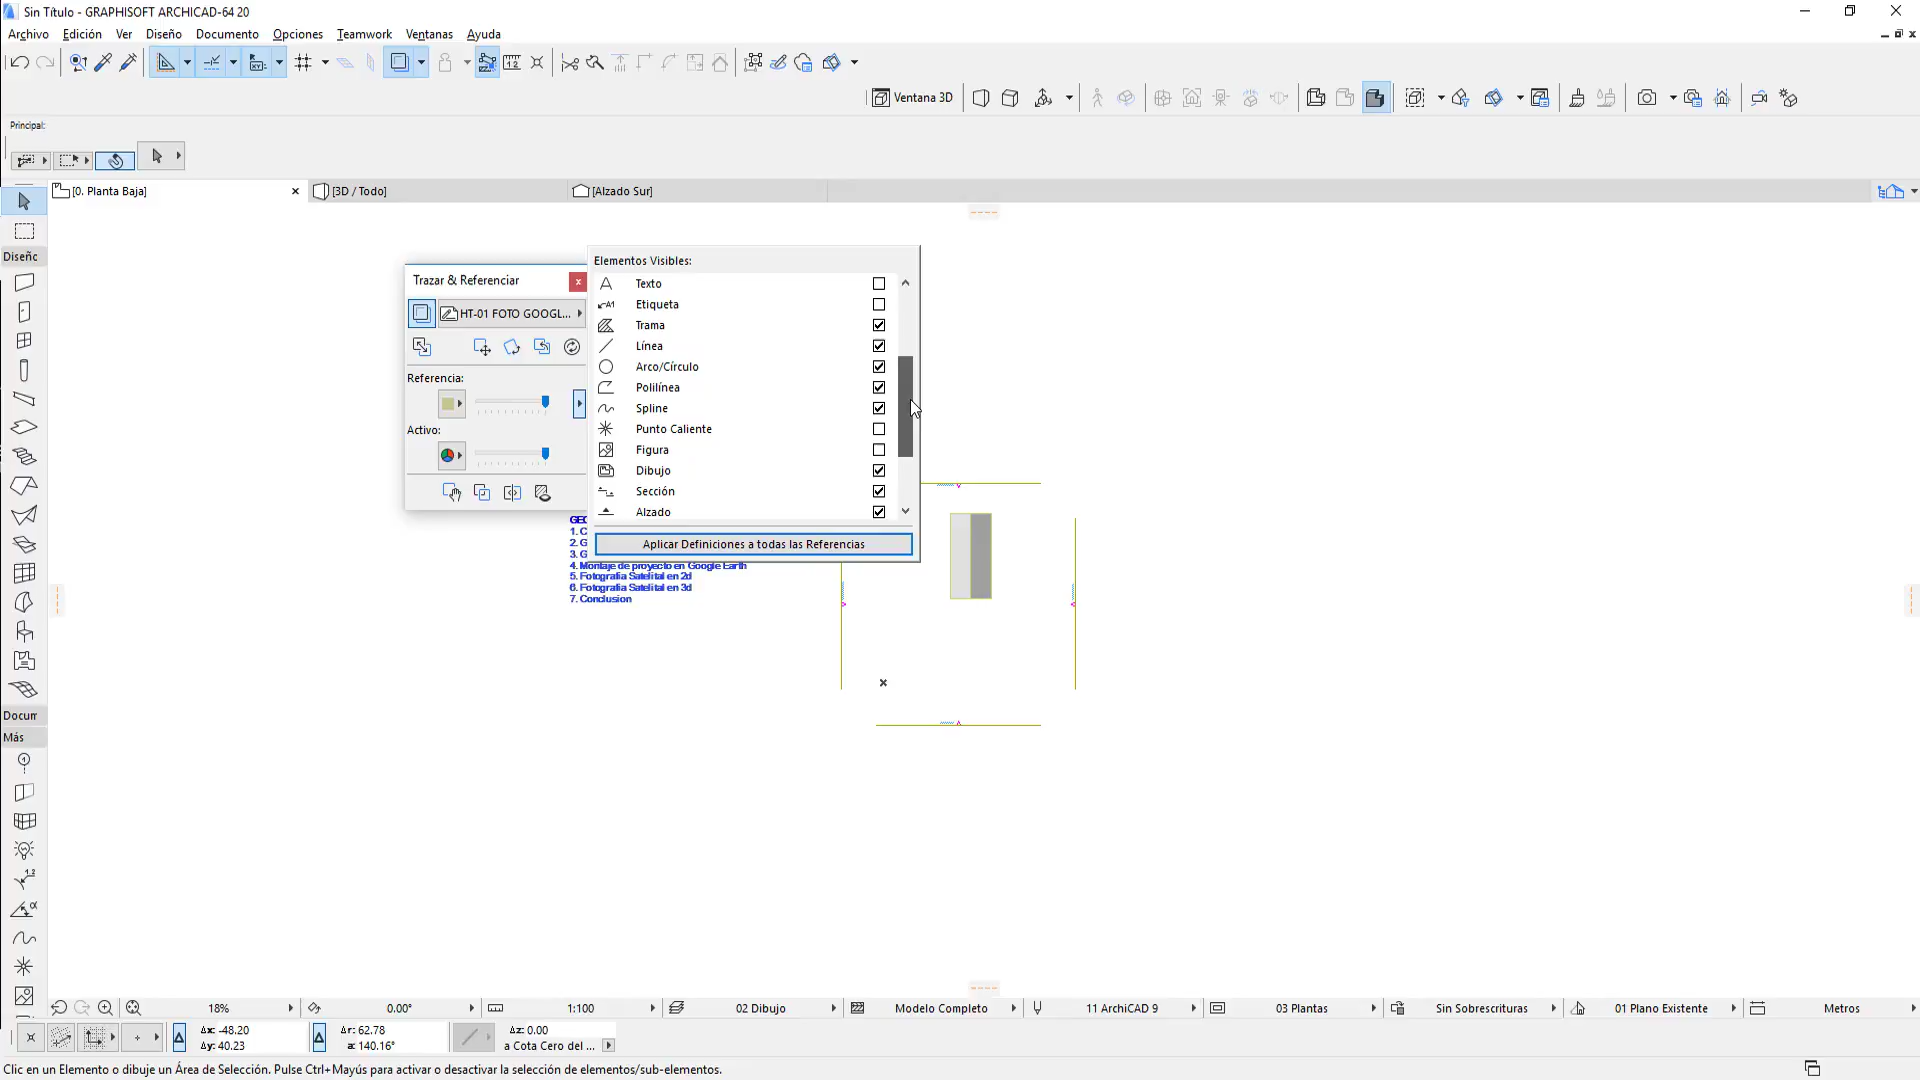 Sin Título - GRAPHISOFT ARCHICAD-64 20
Archivo Edición Ver Diseño Documento Opciones Teamwork Ventanas Ayuda
Ventana 3D
Principal:
[0. Planta Baja]
[3D / Todo]
[Alzado Sur]
Diseñc
Docum
Más
Trazar & Referenciar
HT-01 FOTO GOOGL...
Referencia:
Activo:
Elementos Visibles:
Texto
Etiqueta
Trama
Línea
Arco/Círculo
Polilínea
Spline
Punto Caliente
Figura
Dibujo
Sección
Alzado
Aplicar Definiciones a todas las Referencias
GEO
1. C
2. G
3. G
4. Montaje de proyecto en Google Earth
5. Fotografia Satelital en 2d
6. Fotografia Satelital en 3d
7. Conclusion
18% 0.00° 1:100 02 Dibujo Modelo Completo 11 ArchiCAD 9 03 Plantas Sin Sobrescrituras 01 Plano Existente Metros
Δx: -48.20
Δy: 40.23
Δr: 62.78
a: 140.16°
Δz: 0.00
a Cota Cero del ...
Clic en un Elemento o dibuje un Área de Selección. Pulse Ctrl+Mayús para activar o desactivar la selección de elementos/sub-elementos.